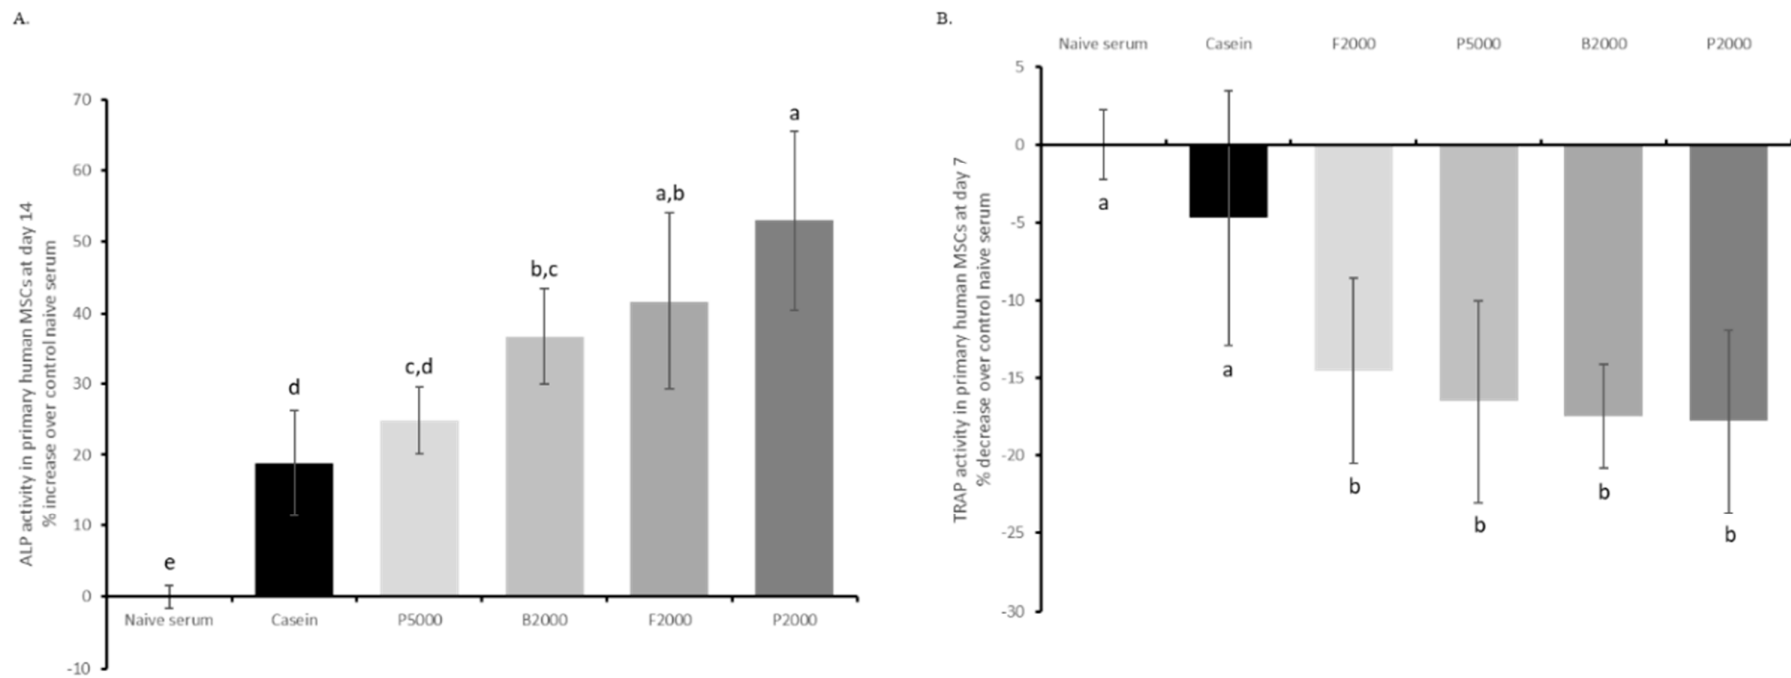 A.
ALP activity in primary human MSCs at day 14
% increase over control naive serum
70
60
50
40
30
20
10
0
-10
e
d
c,d
b,c
a,b
a
Naive serum Casein P5000 B2000 F2000 P2000
B.
Naive serum Casein F2000 P5000 B2000 P2000
TRAP activity in primary human MSCs at day 7
% decrease over control naive serum
5
0
-5
-10
-15
-20
-25
-30
a
a
b
b
b
b